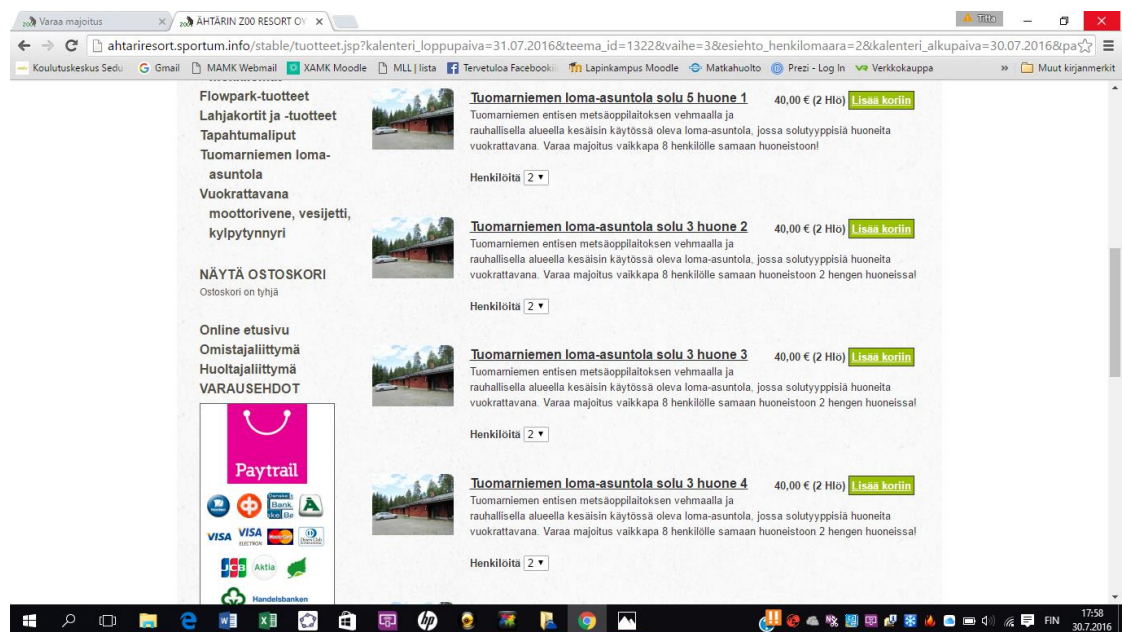 Varaa majoitus
ÄHTÄRIN ZOO RESORT OY
Titta
ahtariresort.sportum.info/stable/tuotteet.jsp?kalenteri_loppupaiva=31.07.2016&teema_id=1322&vaihe=3&esiehto_henkilomaara=2&kalenteri_alkupaiva=30.07.2016&pa
Koulutuskeskus Sedu
Gmail
MAMK Webmail
XAMK Moodle
MLL | lista
Tervetuloa Facebookiin
Lapinkampus Moodle
Matkahuolto
Prezi - Log In
Verkkokauppa
»
Muut kirjanmerkit
Flowpark-tuotteet
Lahjakortit ja -tuotteet
Tapahtumaliput
Tuomarniemen loma-
asuntola
Vuokrattavana
moottorivene, vesijetti,
kylpytynnyri
NÄYTÄ OSTOSKORI
Ostoskori on tyhjä
Online etusivu
Omistajaliittymä
Huoltajaliittymä
VARAUSEHDOT
Paytrail
Danske Bank
VISA
VISA
ELECTRON
JCB
Aktia
Handelsbanken
Tuomarniemen loma-asuntola solu 5 huone 1 40,00 € (2 Hlö) Lisää koriin
Tuomarniemen entisen metsäoppilaitoksen vehmaalla ja
rauhallisella alueella kesäisin käytössä oleva loma-asuntola, jossa solutyyppisiä huoneita
vuokrattavana. Varaa majoitus vaikkapa 8 henkilölle samaan huoneistoon!
Henkilöitä 2
Tuomarniemen loma-asuntola solu 3 huone 2 40,00 € (2 Hlö) Lisää koriin
Tuomarniemen entisen metsäoppilaitoksen vehmaalla ja
rauhallisella alueella kesäisin käytössä oleva loma-asuntola, jossa solutyyppisiä huoneita
vuokrattavana. Varaa majoitus vaikkapa 8 henkilölle samaan huoneistoon 2 hengen huoneissa!
Henkilöitä 2
Tuomarniemen loma-asuntola solu 3 huone 3 40,00 € (2 Hlö) Lisää koriin
Tuomarniemen entisen metsäoppilaitoksen vehmaalla ja
rauhallisella alueella kesäisin käytössä oleva loma-asuntola, jossa solutyyppisiä huoneita
vuokrattavana. Varaa majoitus vaikkapa 8 henkilölle samaan huoneistoon 2 hengen huoneissa!
Henkilöitä 2
Tuomarniemen loma-asuntola solu 3 huone 4 40,00 € (2 Hlö) Lisää koriin
Tuomarniemen entisen metsäoppilaitoksen vehmaalla ja
rauhallisella alueella kesäisin käytössä oleva loma-asuntola, jossa solutyyppisiä huoneita
vuokrattavana. Varaa majoitus vaikkapa 8 henkilölle samaan huoneistoon 2 hengen huoneissa!
Henkilöitä 2
FIN
17:58
30.7.2016